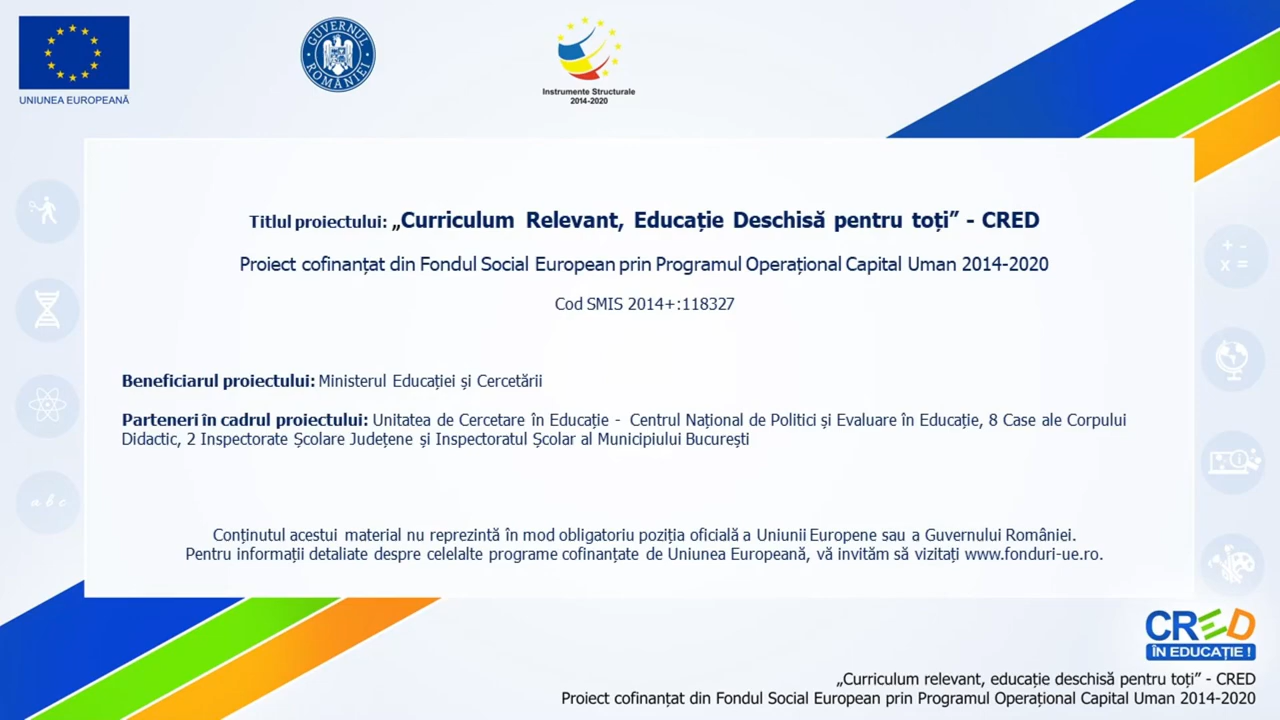 UNIUNEA EUROPEANĂ
GUVERNUL ROMÂNIEI
Instrumente Structurale
2014-2020
Titlul proiectului: „Curriculum Relevant, Educație Deschisă pentru toți” - CRED
Proiect cofinanțat din Fondul Social European prin Programul Operațional Capital Uman 2014-2020
Cod SMIS 2014+:118327
Beneficiarul proiectului: Ministerul Educației și Cercetării
Parteneri în cadrul proiectului: Unitatea de Cercetare în Educație - Centrul Național de Politici și Evaluare în Educație, 8 Case ale Corpului
Didactic, 2 Inspectorate Școlare Județene și Inspectoratul Școlar al Municipiului București
a b c
+ -
x =
Conținutul acestui material nu reprezintă în mod obligatoriu poziția oficială a Uniunii Europene sau a Guvernului României.
Pentru informații detaliate despre celelalte programe cofinanțate de Uniunea Europeană, vă invităm să vizitați www.fonduri-ue.ro.
CRED
ÎN EDUCAȚIE !
„Curriculum relevant, educație deschisă pentru toți” - CRED
Proiect cofinanțat din Fondul Social European prin Programul Operațional Capital Uman 2014-2020